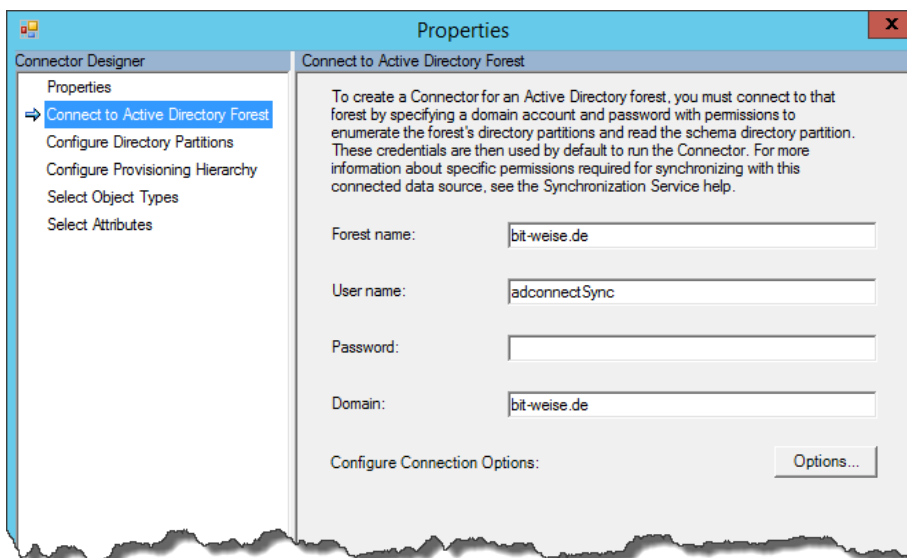 Properties
x
Connector Designer
Properties
Connect to Active Directory Forest
Configure Directory Partitions
Configure Provisioning Hierarchy
Select Object Types
Select Attributes
Connect to Active Directory Forest
To create a Connector for an Active Directory forest, you must connect to that
forest by specifying a domain account and password with permissions to
enumerate the forest's directory partitions and read the schema directory partition.
These credentials are then used by default to run the Connector. For more
information about specific permissions required for synchronizing with this
connected data source, see the Synchronization Service help.
Forest name: bit-weise.de
User name: adconnectSync
Password:
Domain: bit-weise.de
Configure Connection Options: Options...